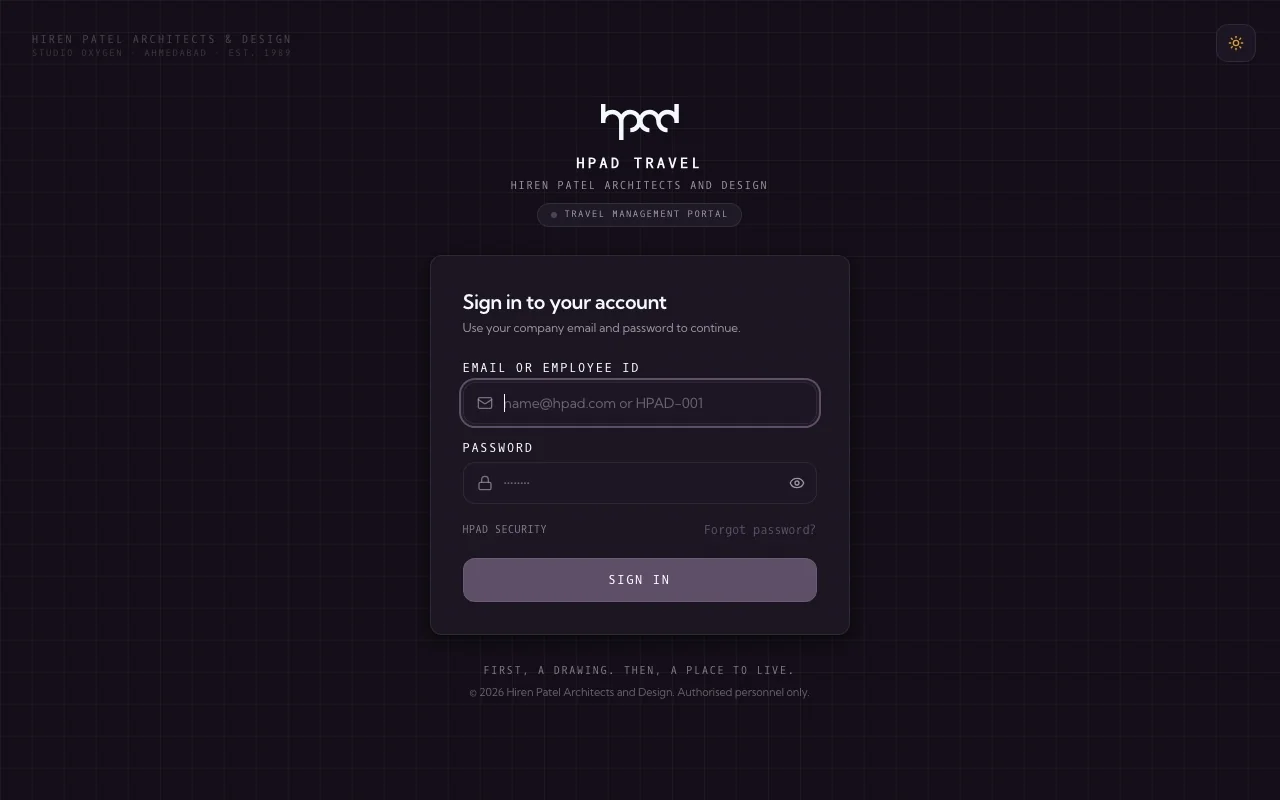 HIREN PATEL ARCHITECTS & DESIGN
STUDIO OXYGEN · AHMEDABAD · EST. 1989
hpad
HPAD TRAVEL
HIREN PATEL ARCHITECTS AND DESIGN
TRAVEL MANAGEMENT PORTAL
Sign in to your account
Use your company email and password to continue.
EMAIL OR EMPLOYEE ID
name@hpad.com or HPAD-001
PASSWORD
········
HPAD SECURITY
Forgot password?
SIGN IN
FIRST, A DRAWING. THEN, A PLACE TO LIVE.
© 2026 Hiren Patel Architects and Design. Authorised personnel only.